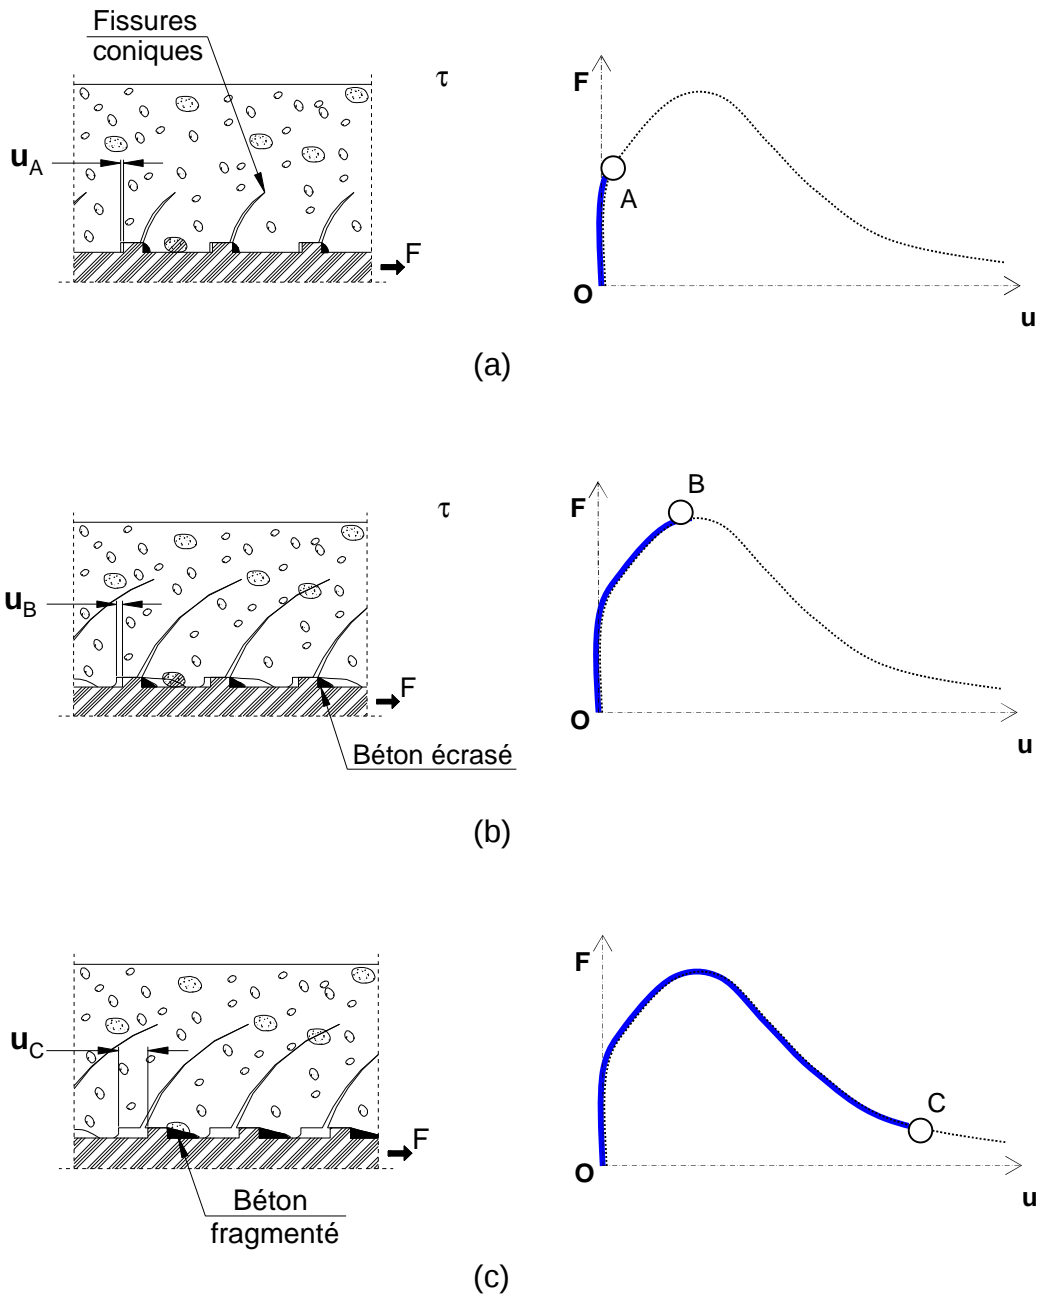 Fissures
coniques
τ
u_A
F
F
A
O
u
(a)
τ
u_B
F
Béton écrasé
B
F
O
u
(b)
u_C
F
Béton
fragmenté
F
C
O
u
(c)